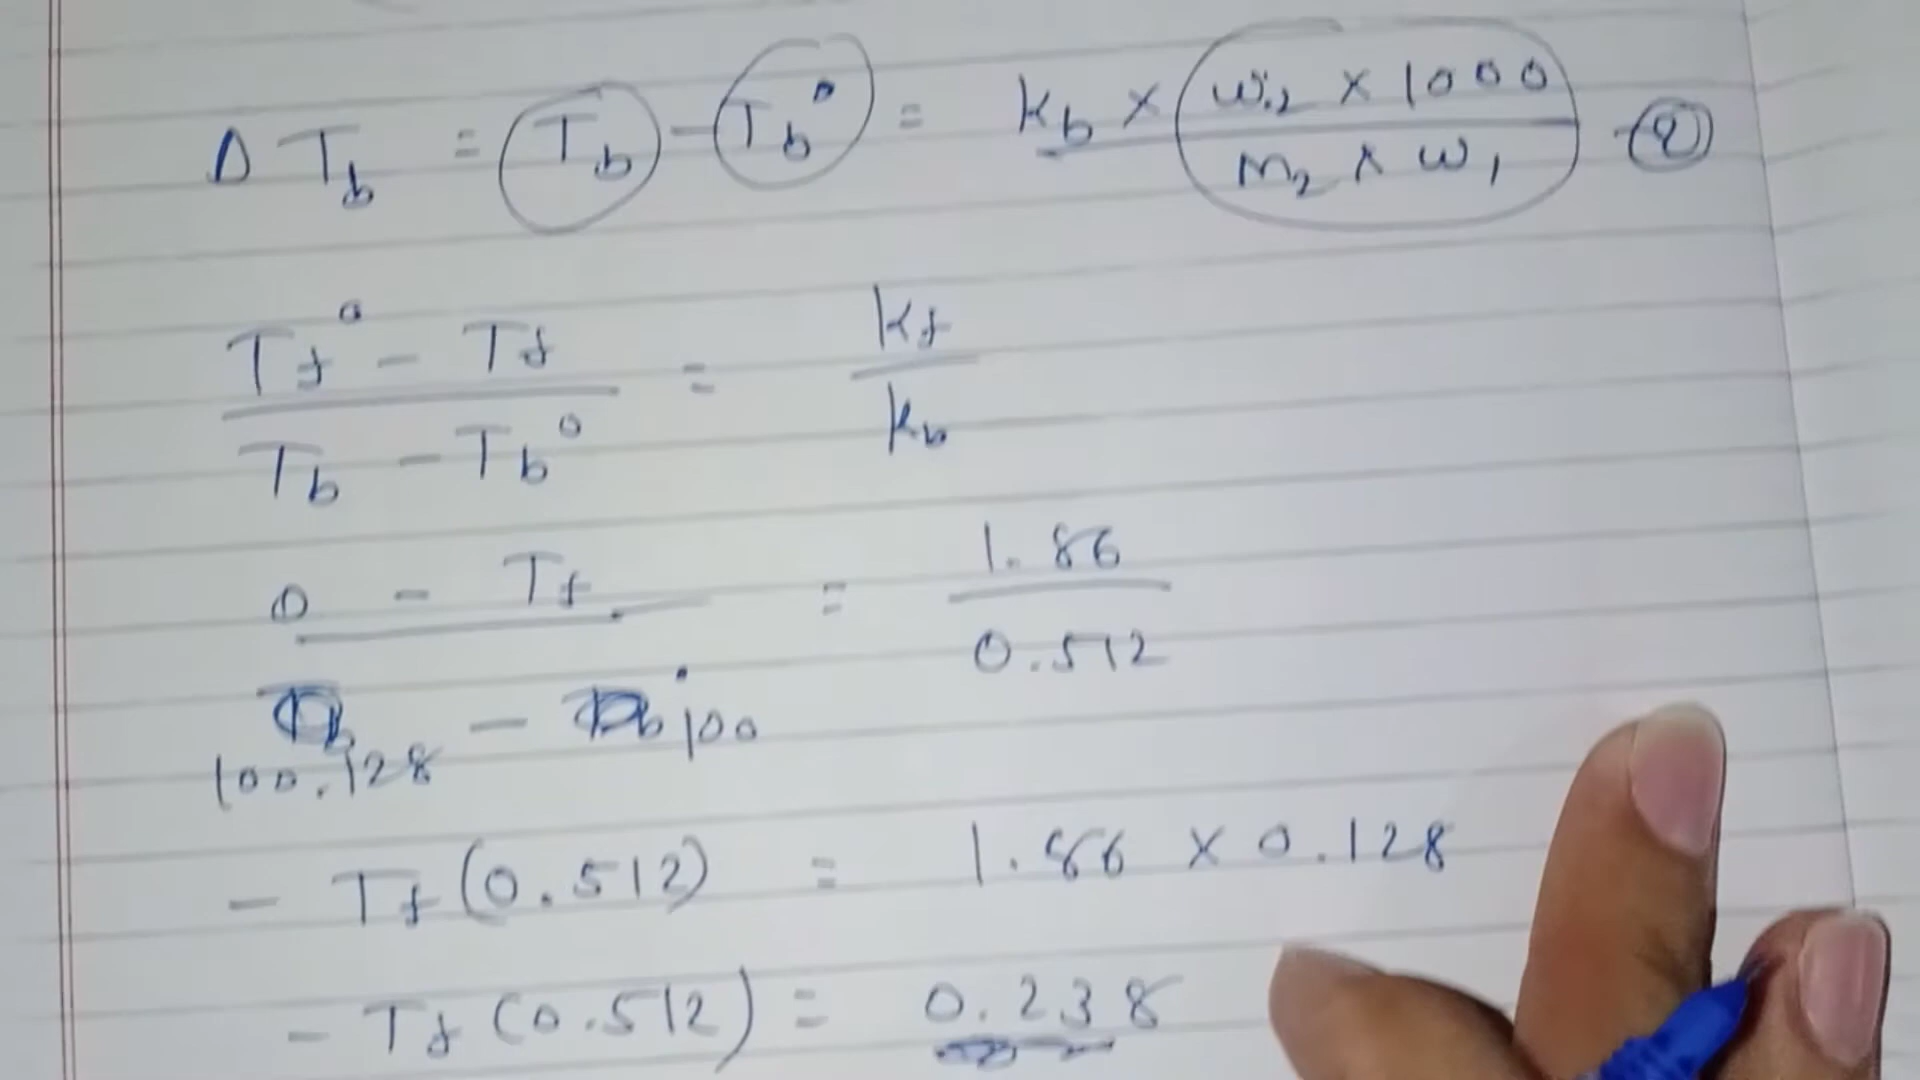 Δ Tb = Tb - Tb° = kb × w2 × 1000 / M2 × w1 - (2)
Tf° - Tf / Tb - Tb° = kf / kb
0 - Tf / 100.128 - 100 = 1.86 / 0.512
- Tf (0.512) = 1.86 × 0.128
- Tf (0.512) = 0.238